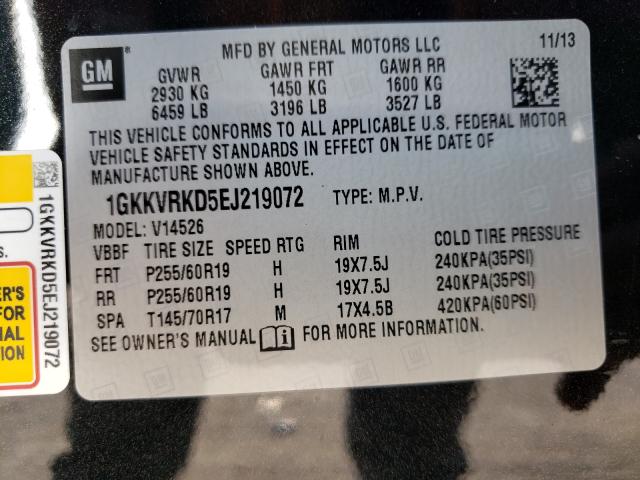 GM
MFD BY GENERAL MOTORS LLC 11/13
GVWR GAWR FRT GAWR RR
2930 KG 1450 KG 1600 KG
6459 LB 3196 LB 3527 LB
THIS VEHICLE CONFORMS TO ALL APPLICABLE U.S. FEDERAL MOTOR
VEHICLE SAFETY STANDARDS IN EFFECT ON THE DATE OF
MANUFACTURE SHOWN ABOVE.
1GKKVRKD5EJ219072 TYPE: M.P.V.
MODEL: V14526
VBBF TIRE SIZE SPEED RTG RIM COLD TIRE PRESSURE
FRT P255/60R19 H 19X7.5J 240KPA(35PSI)
RR P255/60R19 H 19X7.5J 240KPA(35PSI)
SPA T145/70R17 M 17X4.5B 420KPA(60PSI)
SEE OWNER'S MANUAL i FOR MORE INFORMATION.
1GKKVRKD5EJ219072
S.
ER'S
FOR
NAL
TION.